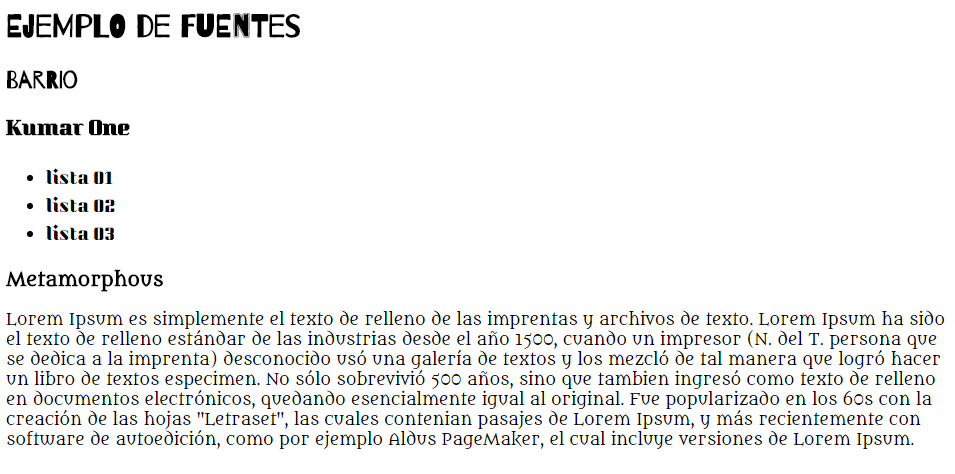 EJEMPLO DE FUENTES
BARRIO
Kumar One
• lista 01
• lista 02
• lista 03
Metamorphous
Lorem Ipsum es simplemente el texto de relleno de las imprentas y archivos de texto. Lorem Ipsum ha sido
el texto de relleno estándar de las industrias desde el año 1500, cuando un impresor (N. del T. persona que
se dedica a la imprenta) desconocido usó una galería de textos y los mezcló de tal manera que logró hacer
un libro de textos especimen. No sólo sobrevivió 500 años, sino que tambien ingresó como texto de relleno
en documentos electrónicos, quedando esencialmente igual al original. Fue popularizado en los 60s con la
creación de las hojas "Letraset", las cuales contenian pasajes de Lorem Ipsum, y más recientemente con
software de autoedición, como por ejemplo Aldus PageMaker, el cual incluye versiones de Lorem Ipsum.